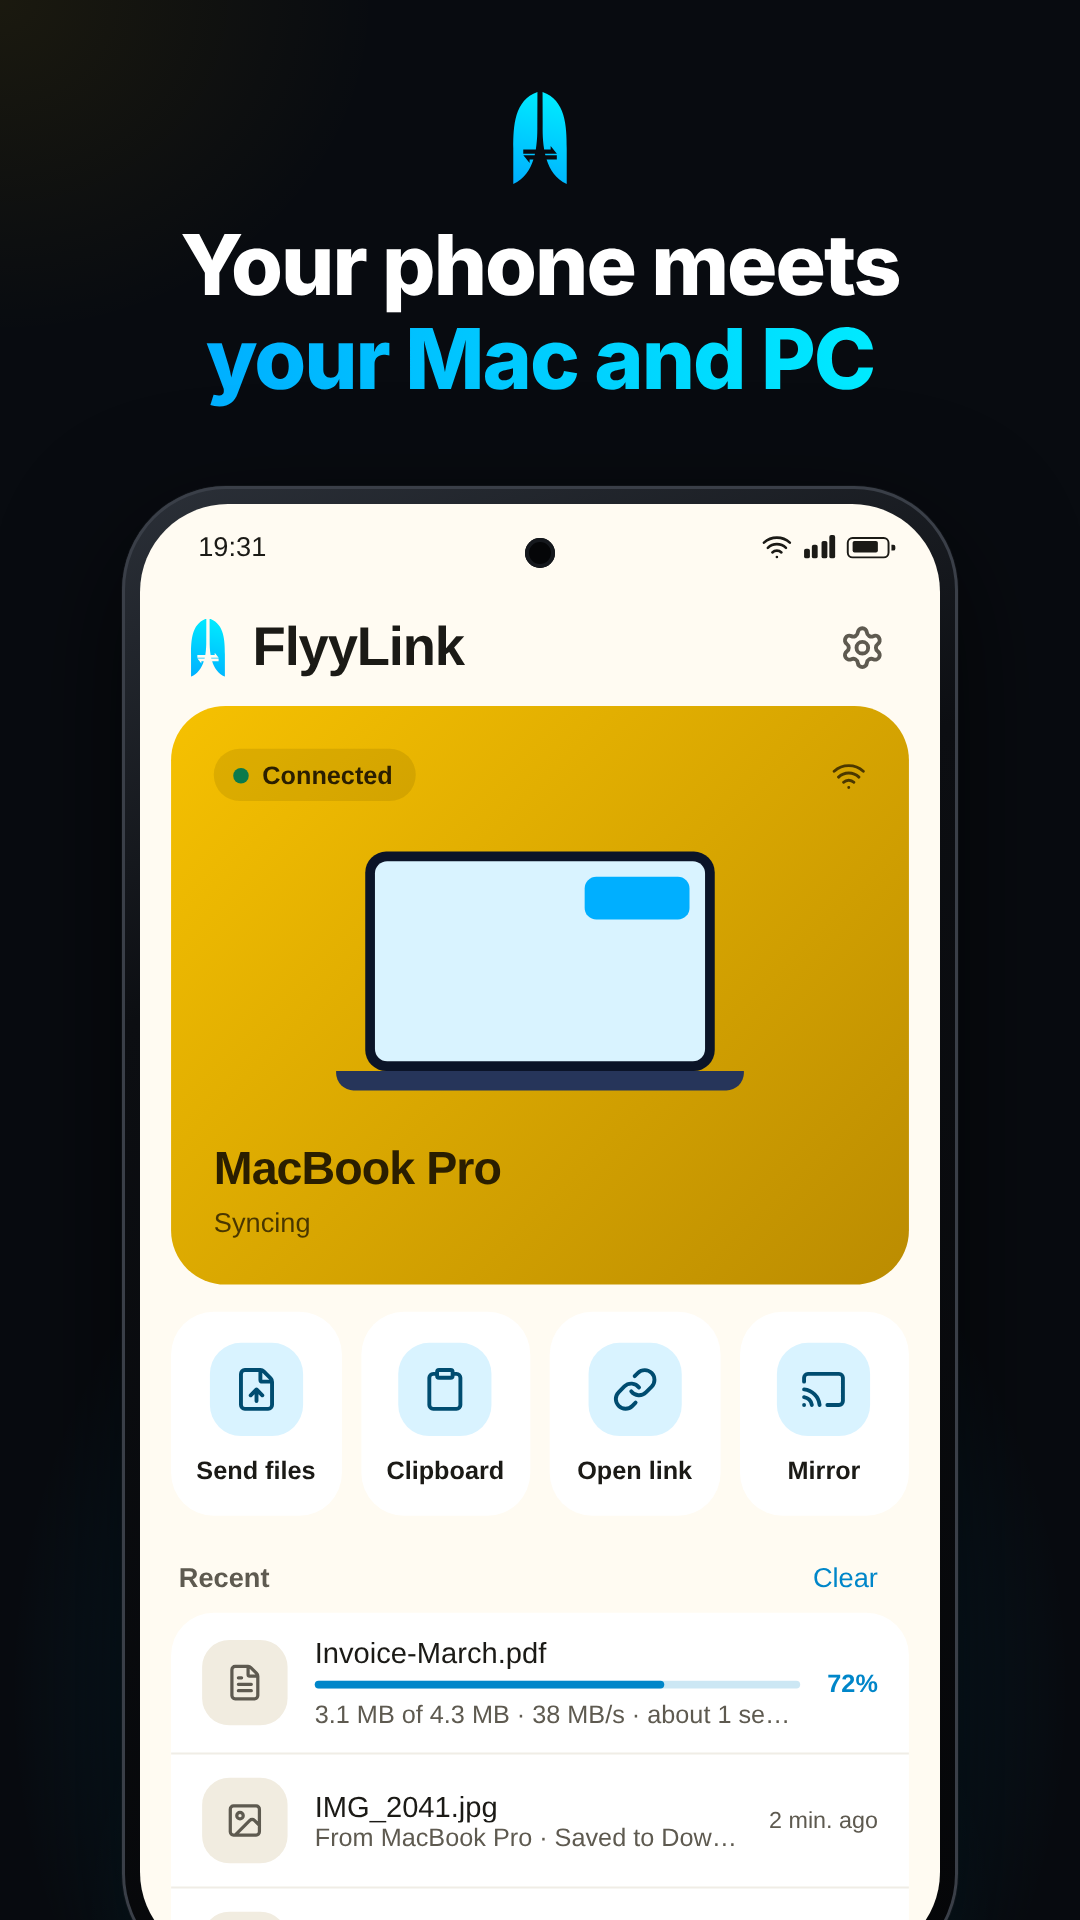 Your phone meets
your Mac and PC
19:31
FlyyLink
Connected
MacBook Pro
Syncing
Send files
Clipboard
Open link
Mirror
Recent
Clear
Invoice-March.pdf
72%
3.1 MB of 4.3 MB · 38 MB/s · about 1 se…
IMG_2041.jpg
2 min. ago
From MacBook Pro · Saved to Dow…